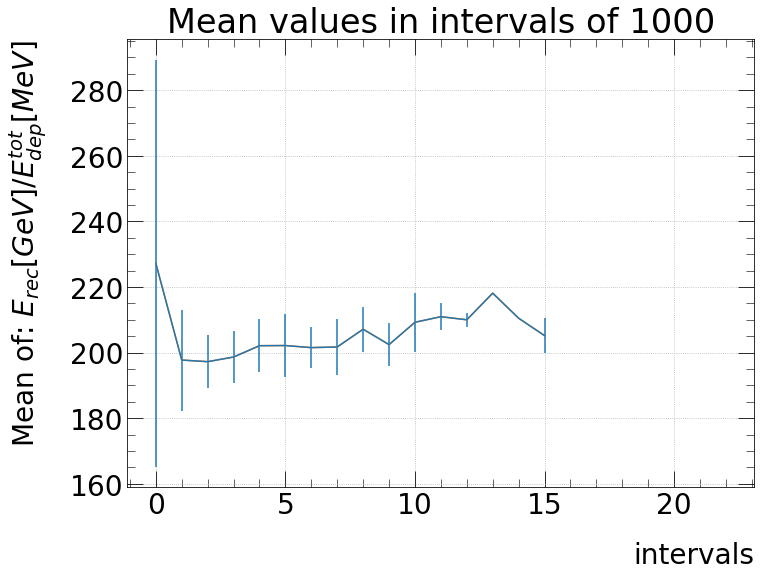 Mean values in intervals of 1000
Mean of: E_rec[GeV]/E_dep^tot[MeV]
280
260
240
220
200
180
160
0 5 10 15 20
intervals